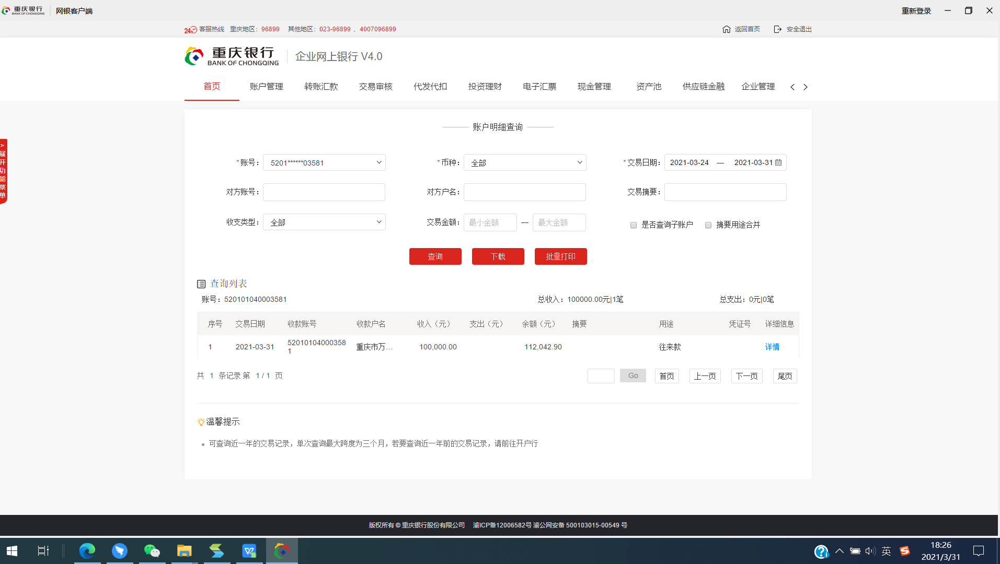 重庆银行 BANK OF CHONGQING 网银客户端 重新登录
24h 客服热线 重庆地区：96899 其他地区：023-96899 、4007096899 返回首页 安全退出
重庆银行 BANK OF CHONGQING 企业网上银行 V4.0
首页 账户管理 转账汇款 交易审核 代发代扣 投资理财 电子汇票 现金管理 资产池 供应链金融 企业管理 < >
账户明细查询
> 展开功能菜单
*账号： 5201******03581 *币种： 全部 *交易日期： 2021-03-24 — 2021-03-31
对方账号： 对方户名： 交易摘要：
收支类型： 全部 交易金额： 最小金额 — 最大金额 是否查询子账户 摘要用途合并
查询 下载 批量打印
查询列表
账号：520101040003581 总收入：100000.00元|1笔 总支出：0元|0笔
序号 交易日期 收款账号 收款户名 收入（元） 支出（元） 余额（元） 摘要 用途 凭证号 详细信息
1 2021-03-31 520101040003581 重庆市万… 100,000.00 112,042.90 往来款 详情
共 1 条记录 第 1 / 1 页 Go 首页 上一页 下一页 尾页
温馨提示
可查询近一年的交易记录，单次查询最大跨度为三个月，若要查询近一年前的交易记录，请前往开户行
版权所有 © 重庆银行股份有限公司 渝ICP备12006582号 渝公网安备 500103015-00549 号
英 18:26
2021/3/31